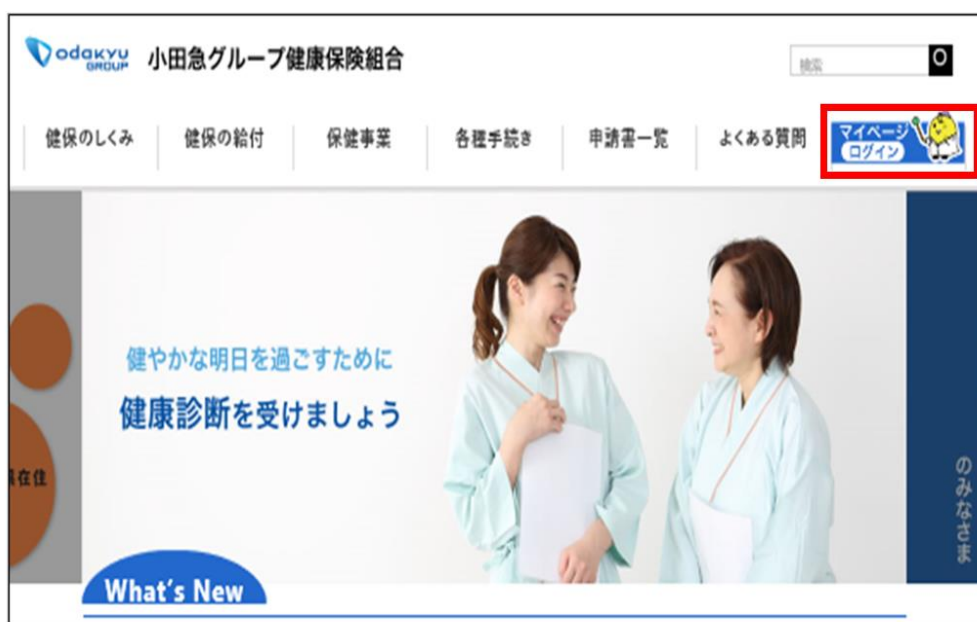 odakyu
GROUP
小田急グループ健康保険組合
検索
健保のしくみ
健保の給付
保健事業
各種手続き
申請書一覧
よくある質問
マイページ
ログイン
健やかな明日を過ごすために
健康診断を受けましょう
在住
のみなさま
What's New